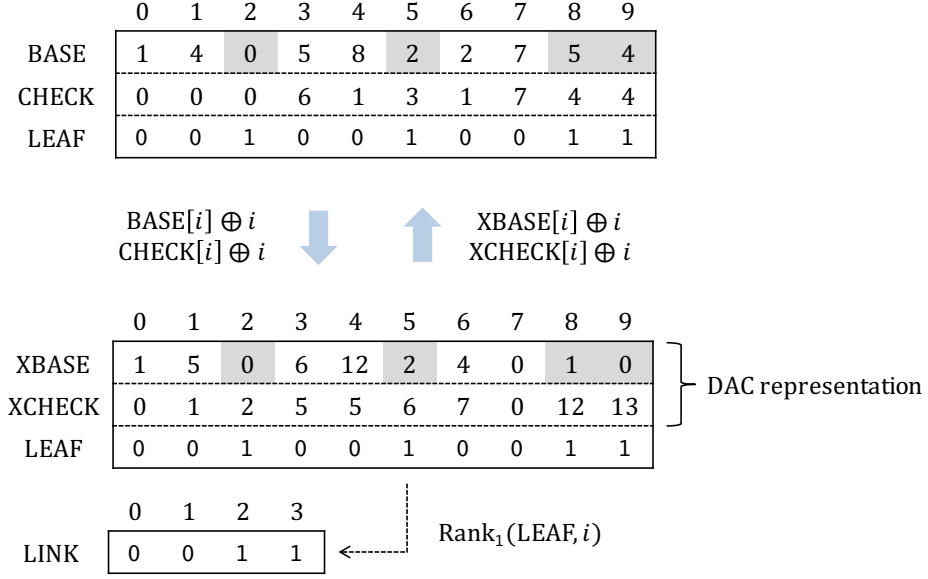 0 1 2 3 4 5 6 7 8 9
BASE 1 4 0 5 8 2 2 7 5 4
CHECK 0 0 0 6 1 3 1 7 4 4
LEAF 0 0 1 0 0 1 0 0 1 1
BASE[i] ⊕ i XBASE[i] ⊕ i
CHECK[i] ⊕ i XCHECK[i] ⊕ i
0 1 2 3 4 5 6 7 8 9
XBASE 1 5 0 6 12 2 4 0 1 0
XCHECK 0 1 2 5 5 6 7 0 12 13
DAC representation
LEAF 0 0 1 0 0 1 0 0 1 1
0 1 2 3
LINK 0 0 1 1
Rank₁(LEAF, i)